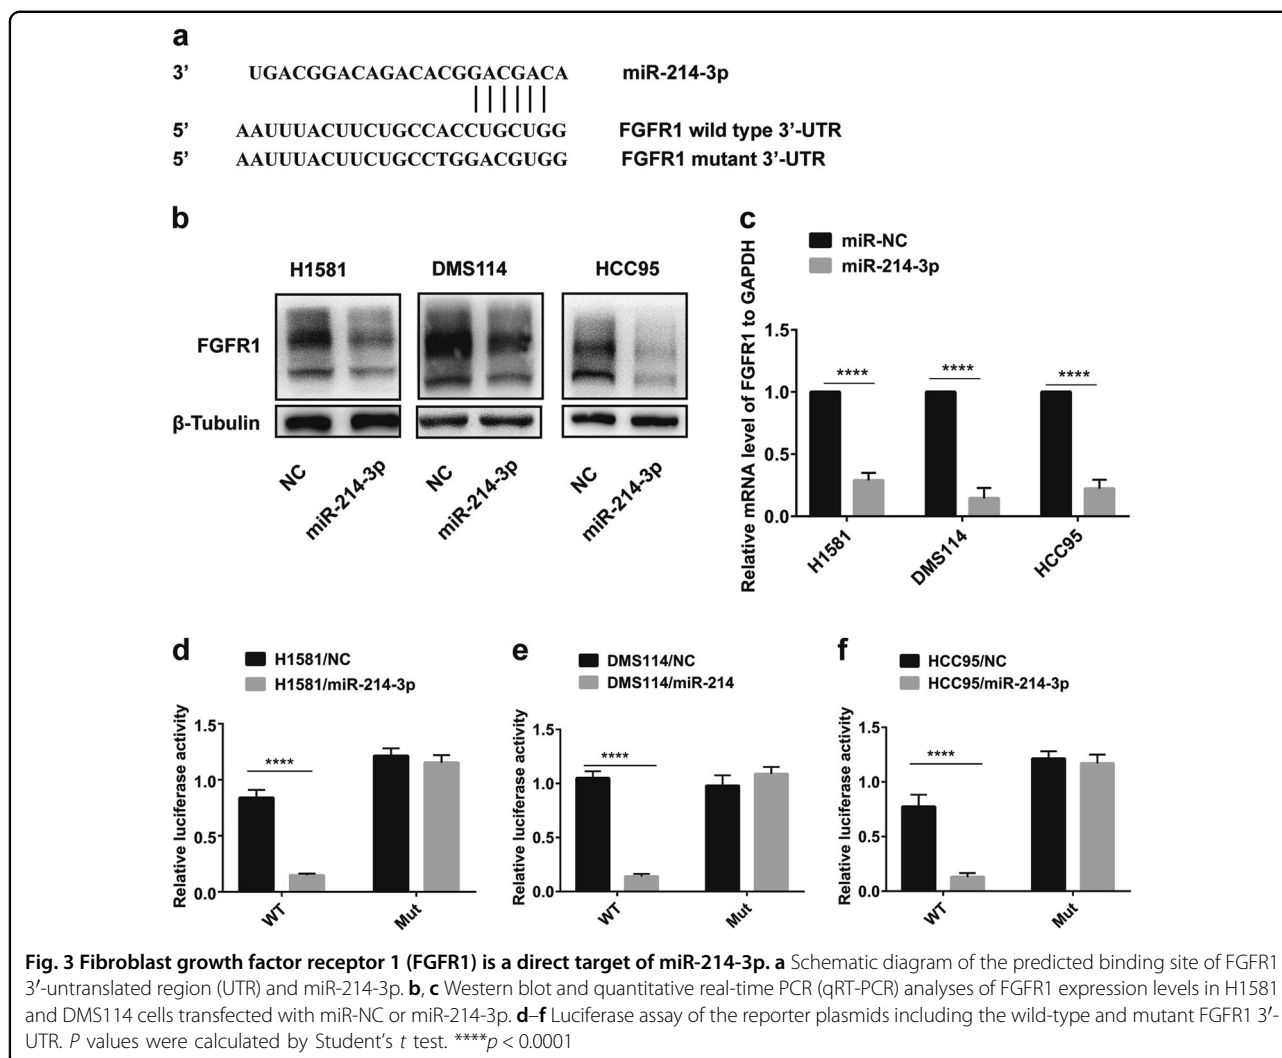 a
3’ UGACGGACAGACACGGACGACA miR-214-3p
5’ AAUUUACUUCUGCCACCUGCUGG FGFR1 wild type 3’-UTR
5’ AAUUUACUUCUGCCTGGACGUGG FGFR1 mutant 3’-UTR
b
H1581 DMS114 HCC95
FGFR1
β-Tubulin
NC miR-214-3p NC miR-214-3p NC miR-214-3p
c
miR-NC
miR-214-3p
Relative mRNA level of FGFR1 to GAPDH
1.5
1.0
0.5
0.0
**** **** ****
H1581 DMS114 HCC95
d
H1581/NC
H1581/miR-214-3p
Relative luciferase activity
1.5
1.0
0.5
0.0
****
WT Mut
e
DMS114/NC
DMS114/miR-214
Relative luciferase activity
1.5
1.0
0.5
0.0
****
WT Mut
f
HCC95/NC
HCC95/miR-214-3p
Relative luciferase activity
1.5
1.0
0.5
0.0
****
WT Mut
Fig. 3 Fibroblast growth factor receptor 1 (FGFR1) is a direct target of miR-214-3p. a Schematic diagram of the predicted binding site of FGFR1
3′-untranslated region (UTR) and miR-214-3p. b, c Western blot and quantitative real-time PCR (qRT-PCR) analyses of FGFR1 expression levels in H1581
and DMS114 cells transfected with miR-NC or miR-214-3p. d–f Luciferase assay of the reporter plasmids including the wild-type and mutant FGFR1 3′-
UTR. P values were calculated by Student’s t test. ****p < 0.0001